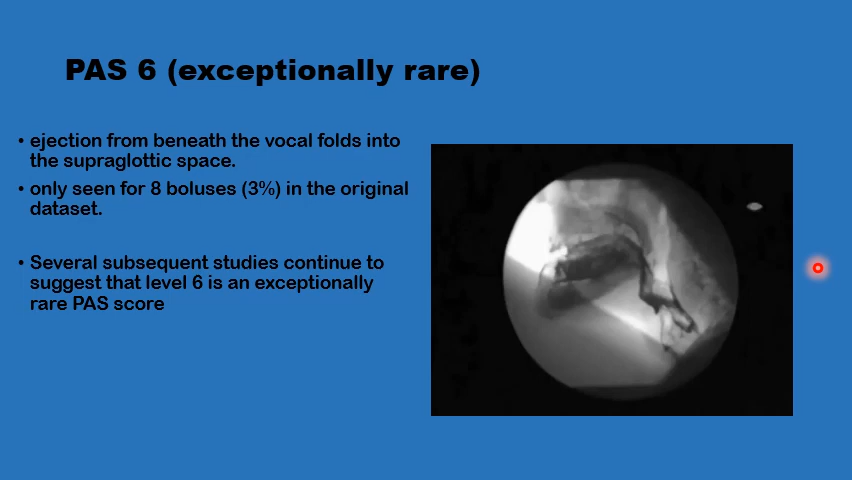 PAS 6 (exceptionally rare)
• ejection from beneath the vocal folds into
the supraglottic space.
• only seen for 8 boluses (3%) in the original
dataset.
• Several subsequent studies continue to
suggest that level 6 is an exceptionally
rare PAS score